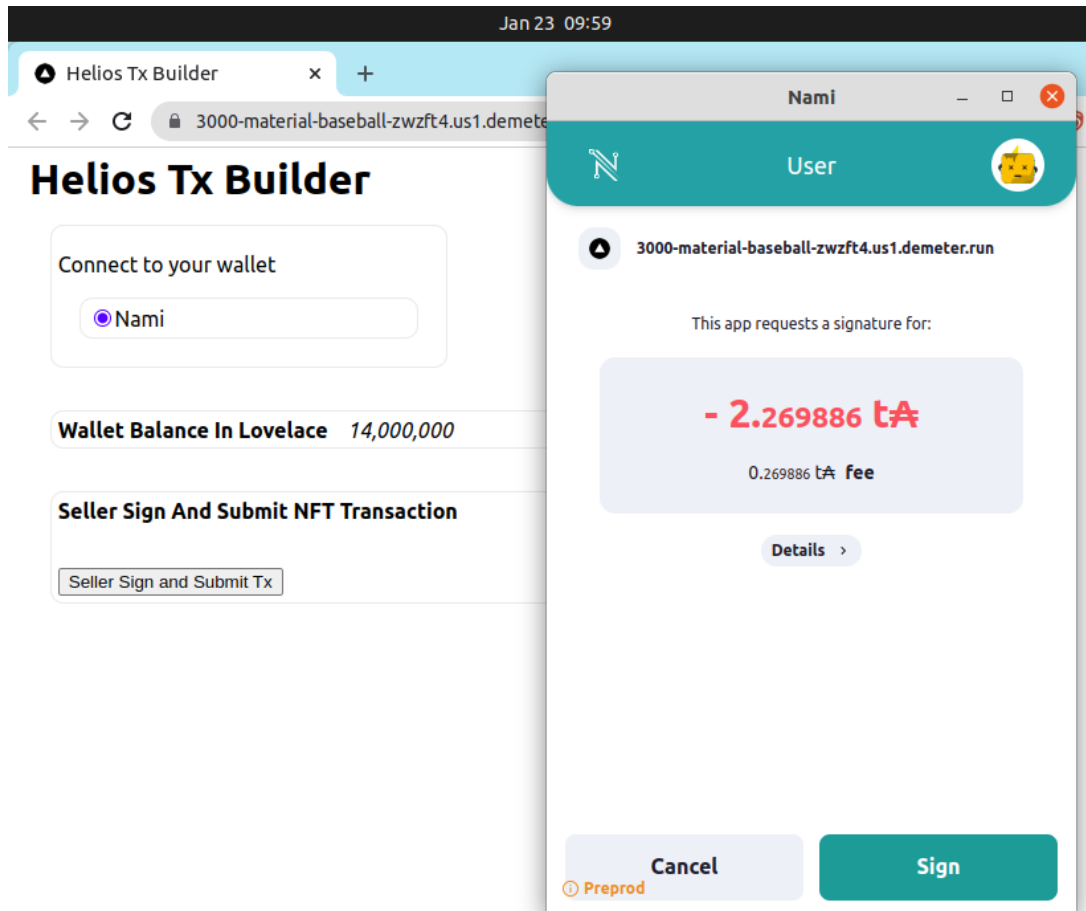 Jan 23 09:59
Helios Tx Builder
3000-material-baseball-zwzft4.us1.demete
Helios Tx Builder
Connect to your wallet
Nami
Wallet Balance In Lovelace 14,000,000
Seller Sign And Submit NFT Transaction
Seller Sign and Submit Tx
Nami
User
3000-material-baseball-zwzft4.us1.demeter.run
This app requests a signature for:
- 2.269886 t₳
0.269886 t₳ fee
Details
Cancel
Sign
Preprod